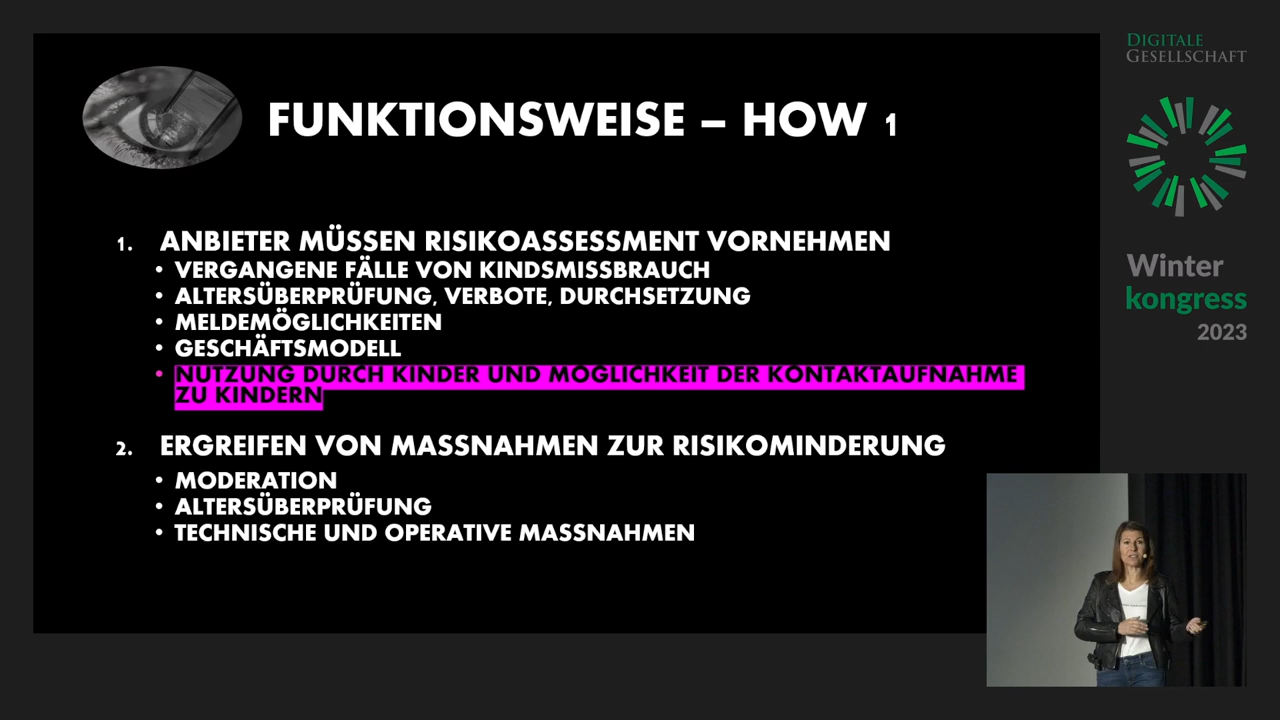 FUNKTIONSWEISE – HOW 1
1. ANBIETER MÜSSEN RISIKOASSESSMENT VORNEHMEN
• VERGANGENE FÄLLE VON KINDSMISSBRAUCH
• ALTERSÜBERPRÜFUNG, VERBOTE, DURCHSETZUNG
• MELDEMÖGLICHKEITEN
• GESCHÄFTSMODELL
• NUTZUNG DURCH KINDER UND MÖGLICHKEIT DER KONTAKTAUFNAHME
ZU KINDERN
2. ERGREIFEN VON MASSNAHMEN ZUR RISIKOMINDERUNG
• MODERATION
• ALTERSÜBERPRÜFUNG
• TECHNISCHE UND OPERATIVE MASSNAHMEN
DIGITALE
GESELLSCHAFT
Winter
kongress
2023